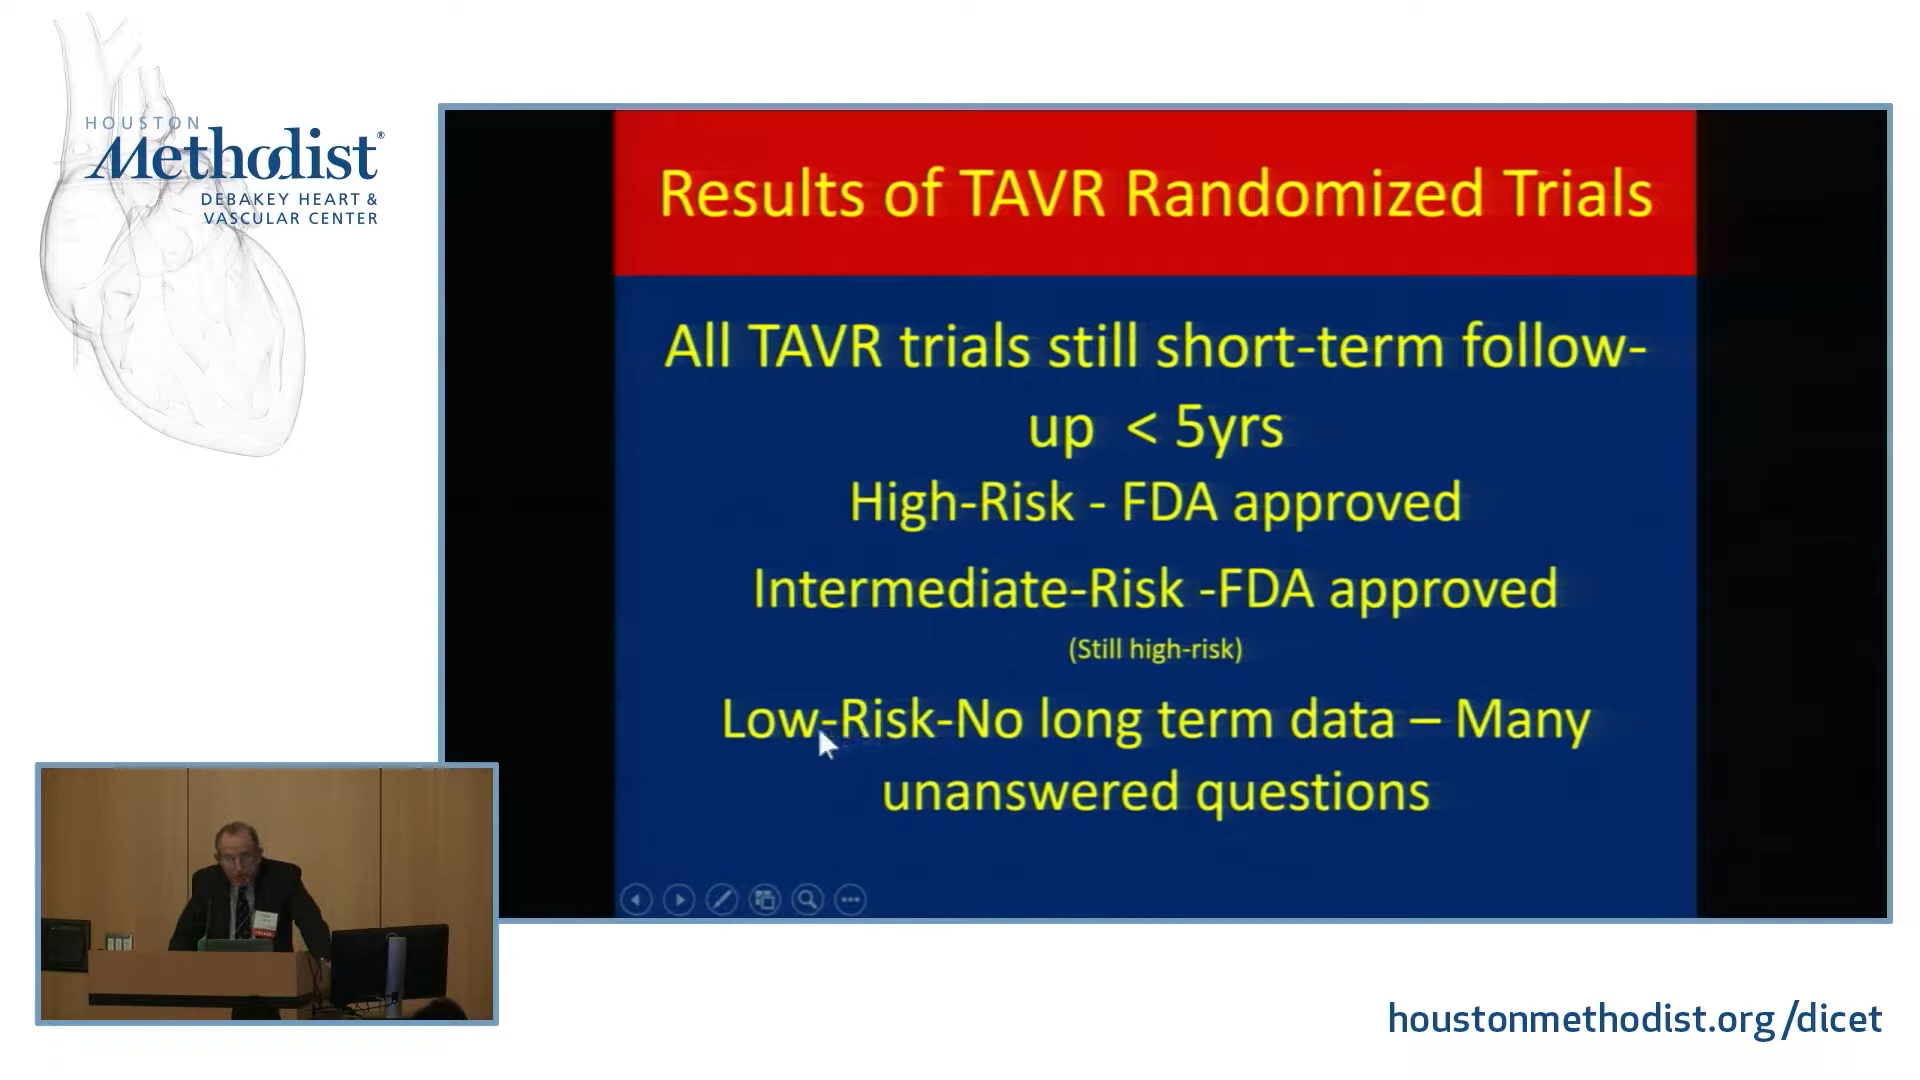 HOUSTON
Methodist®
DEBAKEY HEART &
VASCULAR CENTER
Results of TAVR Randomized Trials
All TAVR trials still short-term follow-
up < 5yrs
High-Risk - FDA approved
Intermediate-Risk -FDA approved
(Still high-risk)
Low-Risk-No long term data – Many
unanswered questions
houstonmethodist.org/dicet